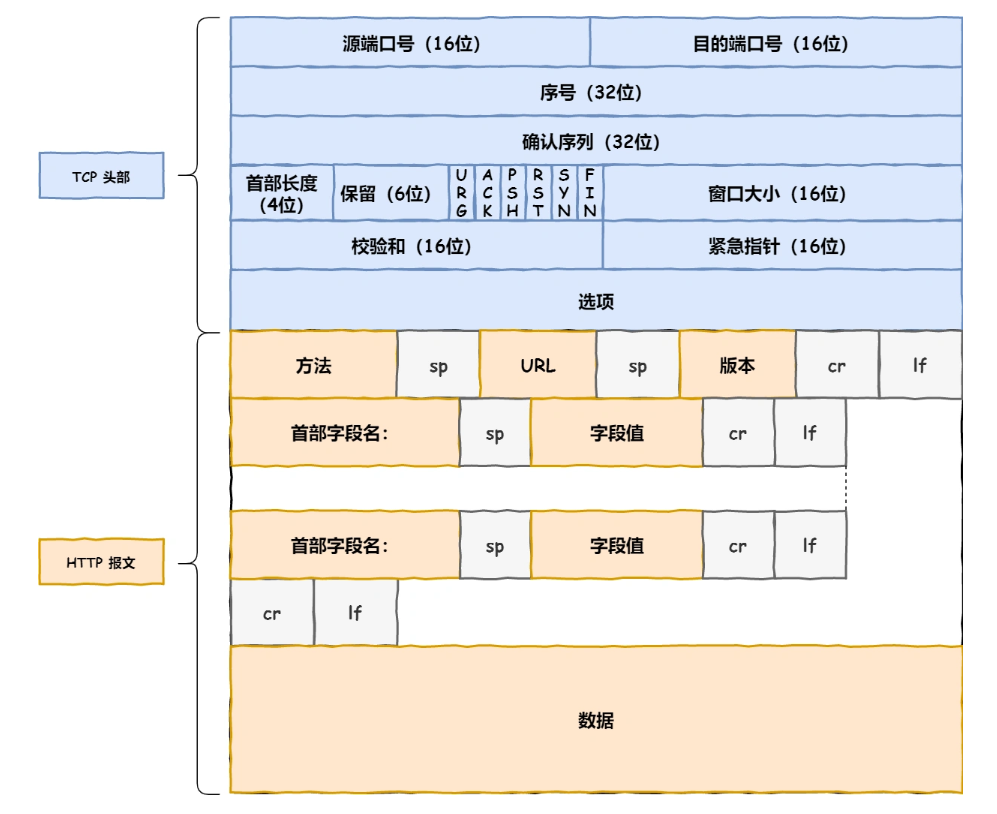 源端口号（16位）
目的端口号（16位）
序号（32位）
确认序列（32位）
TCP 头部
首部长度
（4位）
保留（6位）
URG
ACK
PSH
RST
SYN
FIN
窗口大小（16位）
校验和（16位）
紧急指针（16位）
选项
方法
sp
URL
sp
版本
cr
lf
首部字段名：
sp
字段值
cr
lf
HTTP 报文
首部字段名：
sp
字段值
cr
lf
cr
lf
数据